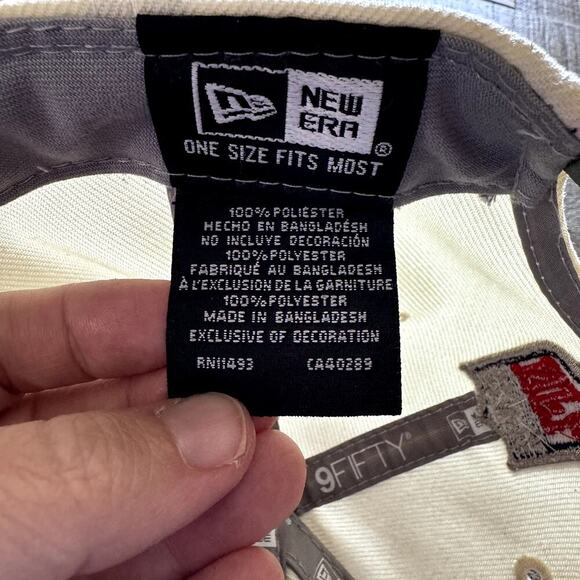 NEW
ERA®
ONE SIZE FITS MOST
100% POLIÉSTER
HECHO EN BANGLADÉSH
NO INCLUYE DECORACIÓN
100% POLYESTER
FABRIQUÉ AU BANGLADESH
À L'EXCLUSION DE LA GARNITURE
100% POLYESTER
MADE IN BANGLADESH
EXCLUSIVE OF DECORATION
RN11493 CA40289
9FIFTY